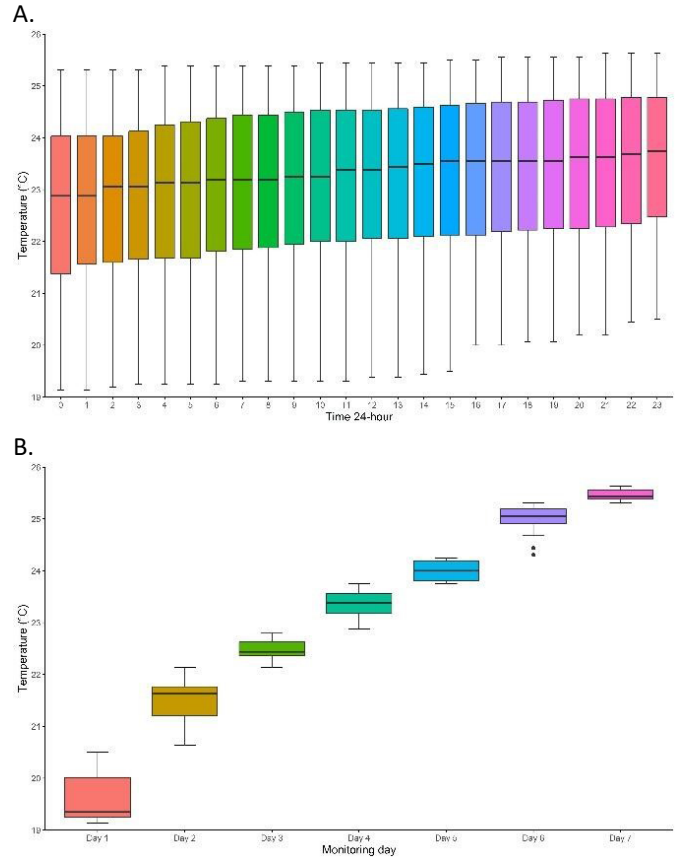 A.
26
25
24
23
22
21
20
19
Temperature (°C)
0 1 2 3 4 5 6 7 8 9 10 11 12 13 14 15 16 17 18 19 20 21 22 23
Time 24-hour
B.
26
25
24
23
22
21
20
19
Temperature (°C)
Day 1 Day 2 Day 3 Day 4 Day 5 Day 6 Day 7
Monitoring day